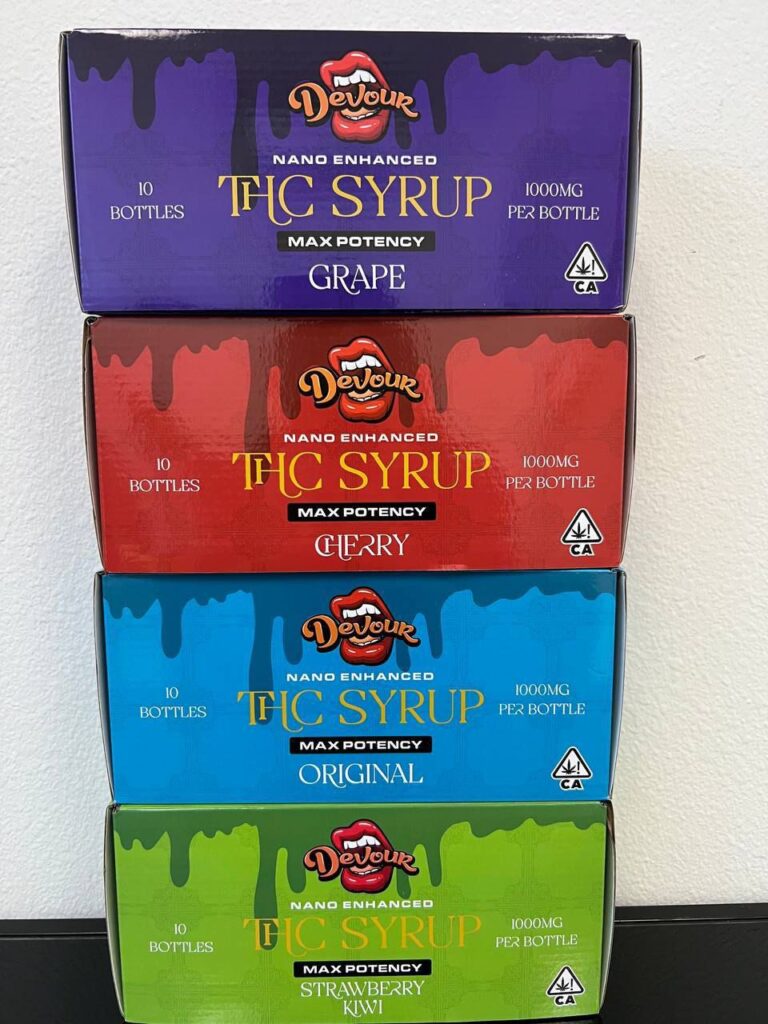 Devour
NANO ENHANCED
THC SYRUP
10
BOTTLES
1000MG
PER BOTTLE
MAX POTENCY
GRAPE
CA
Devour
NANO ENHANCED
THC SYRUP
10
BOTTLES
1000MG
PER BOTTLE
MAX POTENCY
CHERRY
CA
Devour
NANO ENHANCED
THC SYRUP
10
BOTTLES
1000MG
PER BOTTLE
MAX POTENCY
ORIGINAL
CA
Devour
NANO ENHANCED
THC SYRUP
10
BOTTLES
1000MG
PER BOTTLE
MAX POTENCY
STRAWBERRY
KIWI
CA